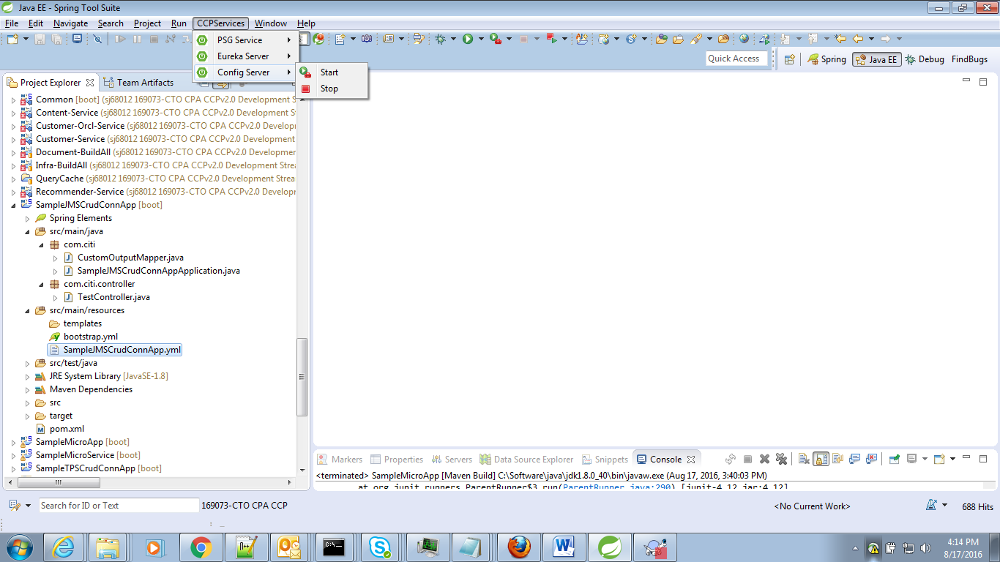 Java EE - Spring Tool Suite
File Edit Navigate Search Project Run CCPServices Window Help
PSG Service
Eureka Server
Config Server
Start
Stop
Quick Access
Spring Java EE Debug FindBugs
Project Explorer Team Artifacts
Common [boot] (sj68012 169073-CTO CPA CCPv2.0 Development St
Content-Service (sj68012 169073-CTO CPA CCPv2.0 Development St
Customer-Orcl-Service (sj68012 169073-CTO CPA CCPv2.0 Developm
Customer-Service (sj68012 169073-CTO CPA CCPv2.0 Development
Document-BuildAll (sj68012 169073-CTO CPA CCPv2.0 Developmer
Infra-BuildAll (sj68012 169073-CTO CPA CCPv2.0 Development Stre
QueryCache (sj68012 169073-CTO CPA CCPv2.0 Development Strea
Recommender-Service (sj68012 169073-CTO CPA CCPv2.0 Developr
SampleJMSCrudConnApp [boot]
Spring Elements
src/main/java
com.citi
CustomOutputMapper.java
SampleJMSCrudConnAppApplication.java
com.citi.controller
TestController.java
src/main/resources
templates
bootstrap.yml
SampleJMSCrudConnApp.yml
src/test/java
JRE System Library [JavaSE-1.8]
Maven Dependencies
src
target
pom.xml
SampleMicroApp [boot]
SampleMicroService [boot]
SampleTPSCrudConnApp [boot]
Markers Properties Servers Data Source Explorer Snippets Console
<terminated> SampleMicroApp [Maven Build] C:\Software\java\jdk1.8.0_40\bin\javaw.exe (Aug 17, 2016, 3:40:03 PM)
at org.junit.runners.ParentRunner$3.run(ParentRunner.java:290) [junit-4.12.jar:4.12]
Search for ID or Text 169073-CTO CPA CCP <No Current Work> 688 Hits
4:14 PM
8/17/2016